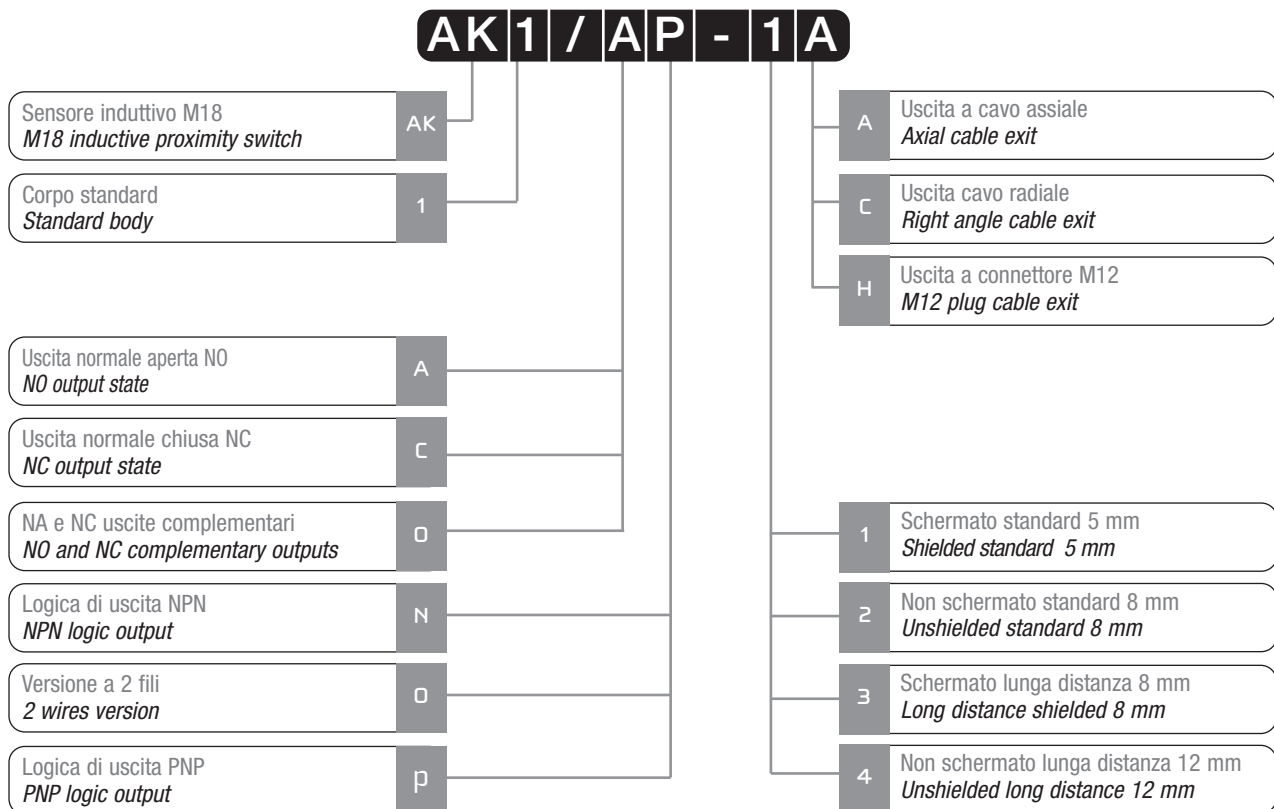 AK1/AP-1A
Sensore induttivo M18
M18 inductive proximity switch
AK
Corpo standard
Standard body
1
Uscita normale aperta NO
NO output state
A
Uscita normale chiusa NC
NC output state
C
NA e NC uscite complementari
NO and NC complementary outputs
O
Logica di uscita NPN
NPN logic output
N
Versione a 2 fili
2 wires version
O
Logica di uscita PNP
PNP logic output
P
A
Uscita a cavo assiale
Axial cable exit
C
Uscita cavo radiale
Right angle cable exit
H
Uscita a connettore M12
M12 plug cable exit
1
Schermato standard 5 mm
Shielded standard 5 mm
2
Non schermato standard 8 mm
Unshielded standard 8 mm
3
Schermato lunga distanza 8 mm
Long distance shielded 8 mm
4
Non schermato lunga distanza 12 mm
Unshielded long distance 12 mm